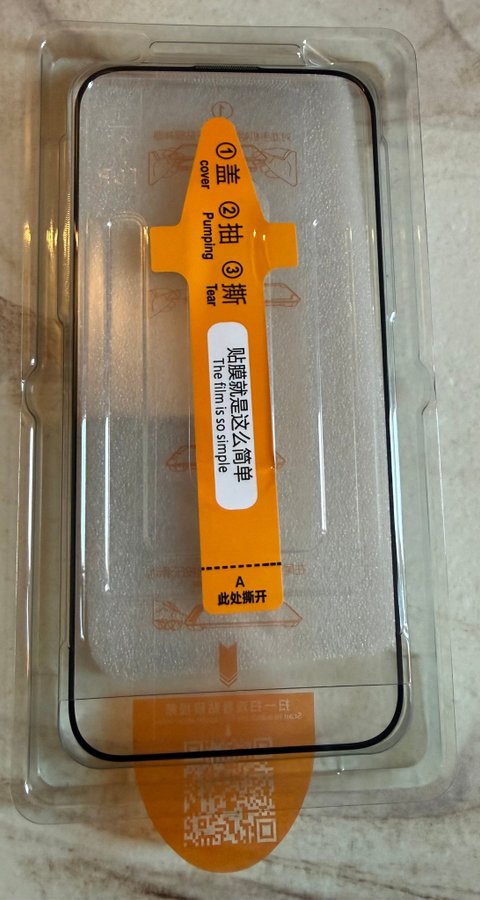 ① 盖
cover
② 抽
Pumping
③ 撕
Tear
贴膜就是这么简单
The film is so simple
A
此处撕开